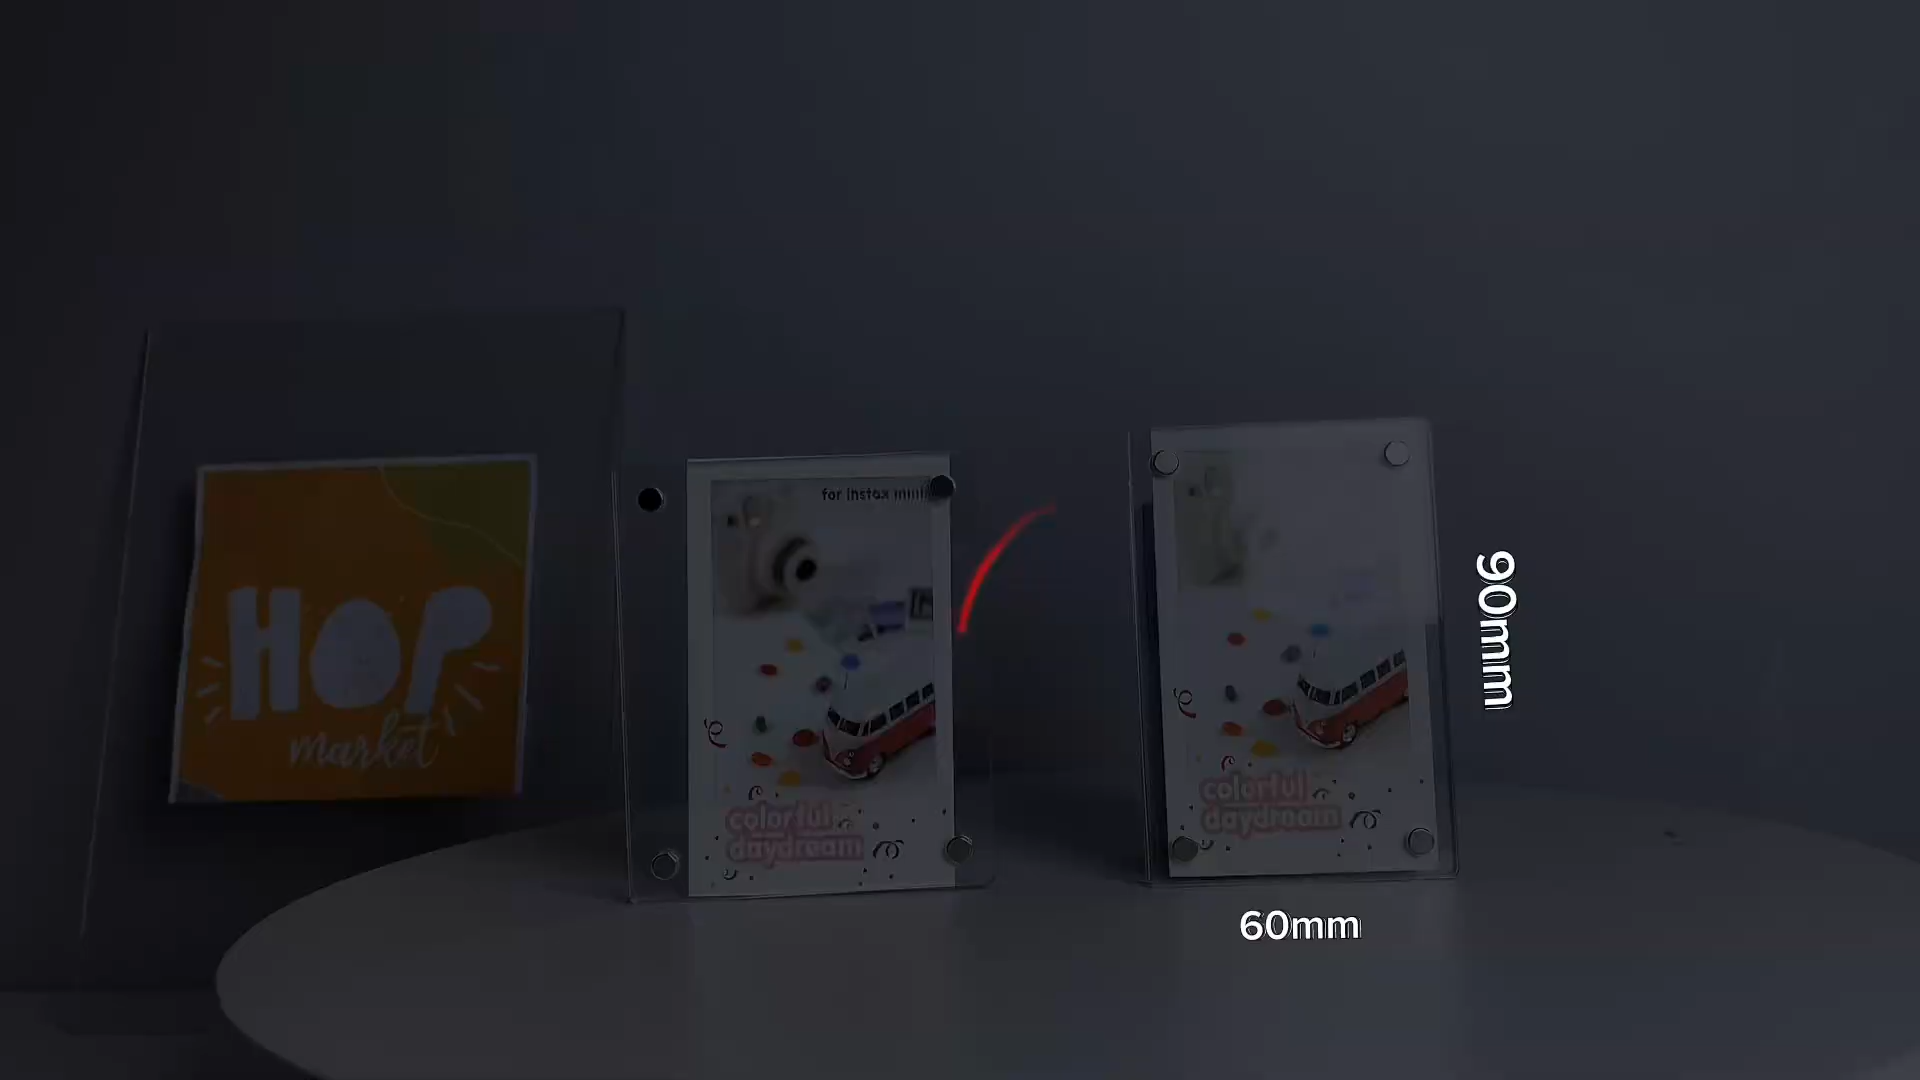 HOP
market
for instax mini
colorful
daydream
colorful
daydream
90mm
60mm